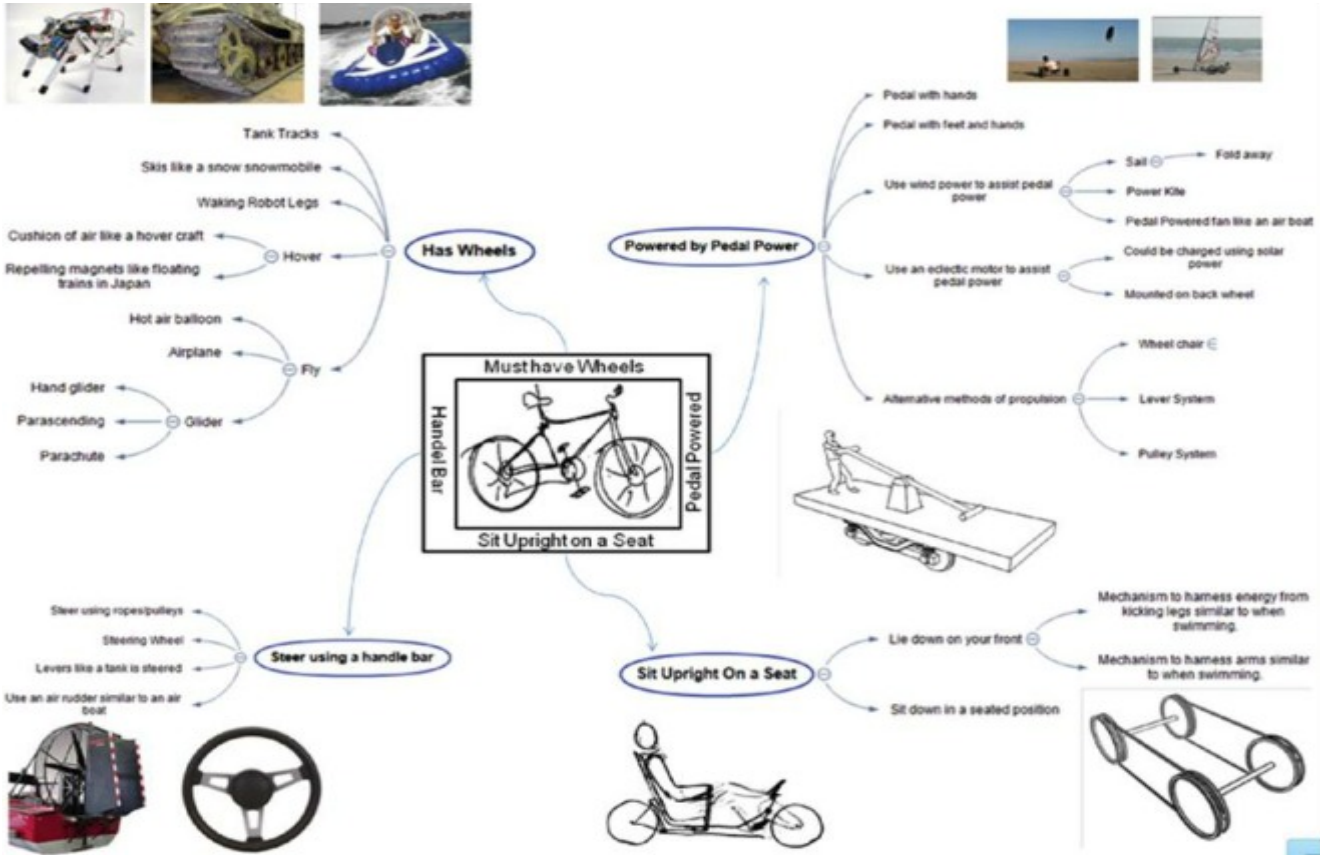 Tank Tracks
Skis like a snow snowmobile
Waking Robot Legs
Cushion of air like a hover craft
Hover
Repelling magnets like floating
trains in Japan
Has Wheels
Hot air balloon
Airplane
Fly
Hand glider
Parascending
Glider
Parachute
Pedal with hands
Pedal with feet and hands
Use wind power to assist pedal
power
Sail
Fold away
Power Kite
Pedal Powered fan like an air boat
Powered by Pedal Power
Use an eclectic motor to assist
pedal power
Could be charged using solar
power
Mounted on back wheel
Alternative methods of propulsion
Wheel chair
Lever System
Pulley System
Must have Wheels
Handel Bar
Pedal Powered
Sit Upright on a Seat
Steer using ropes/pulleys
Steering Wheel
Levers like a tank is steered
Use an air rudder similar to an air
boat
Steer using a handle bar
Sit Upright On a Seat
Lie down on your front
Mechanism to harness energy from
kicking legs similar to when
swimming.
Mechanism to harness arms similar
to when swimming.
Sit down in a seated position